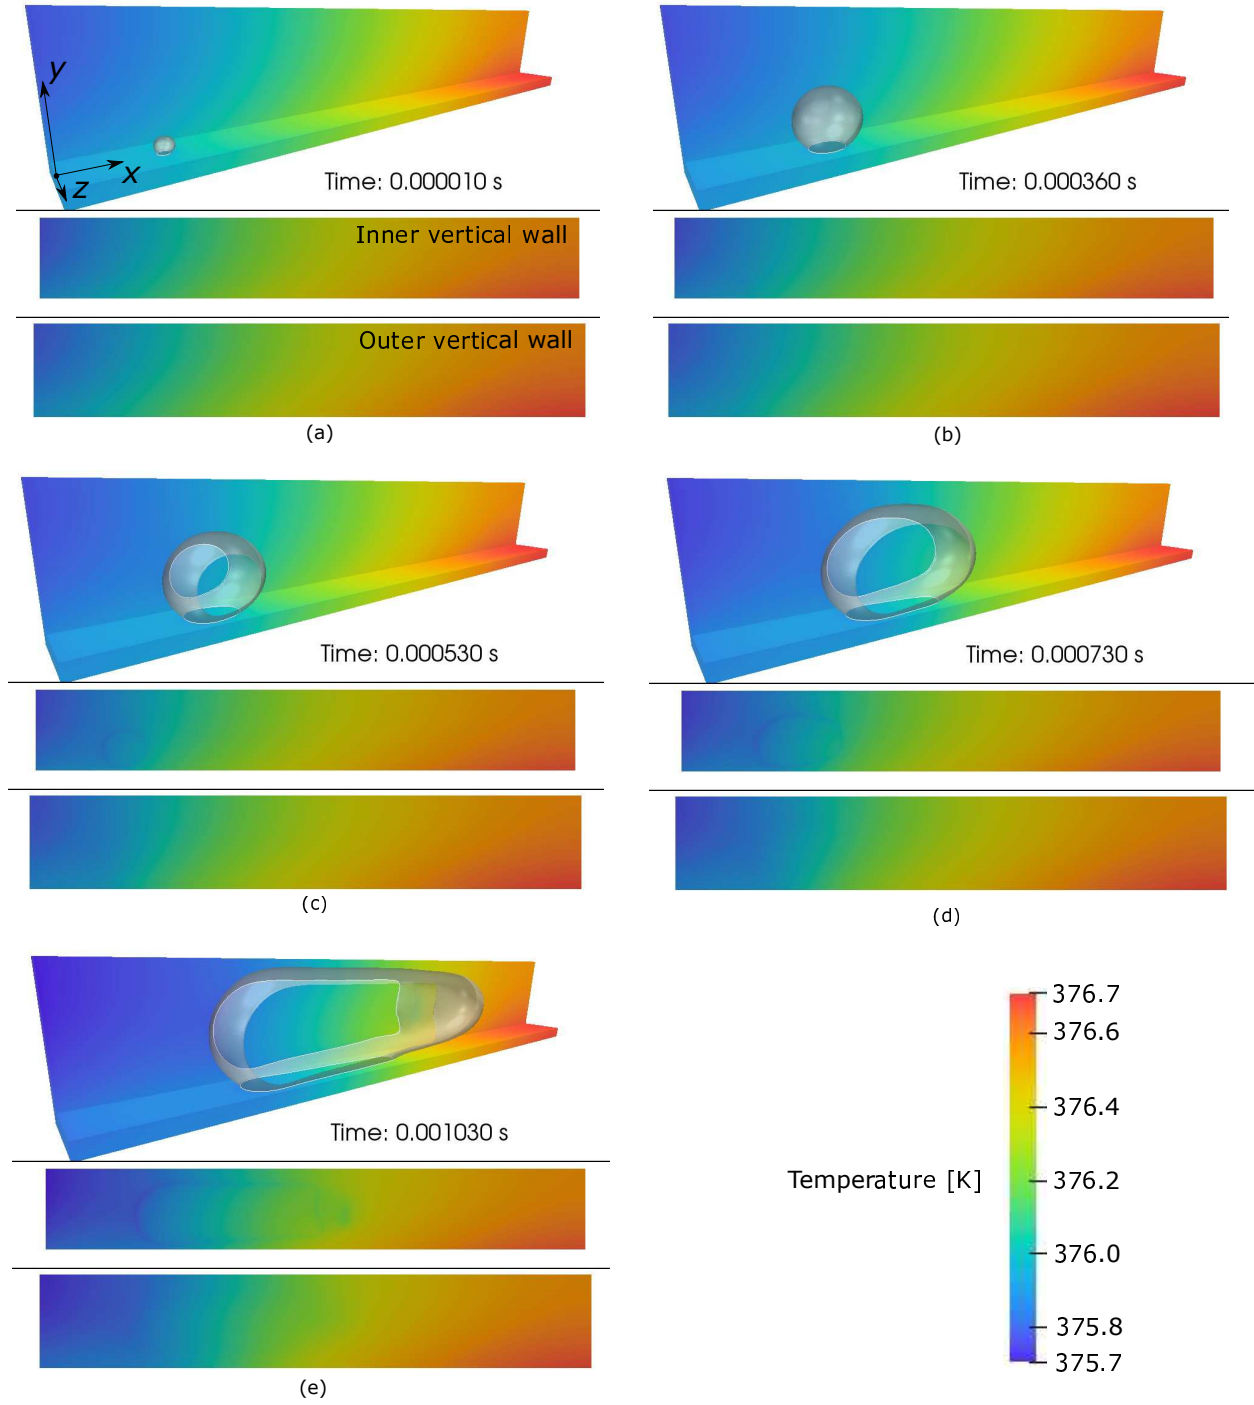 y
x
z
Time: 0.000010 s
Inner vertical wall
Outer vertical wall
(a)
Time: 0.000360 s
(b)
Time: 0.000530 s
(c)
Time: 0.000730 s
(d)
Time: 0.001030 s
(e)
Temperature [K]
376.7
376.6
376.4
376.2
376.0
375.8
375.7